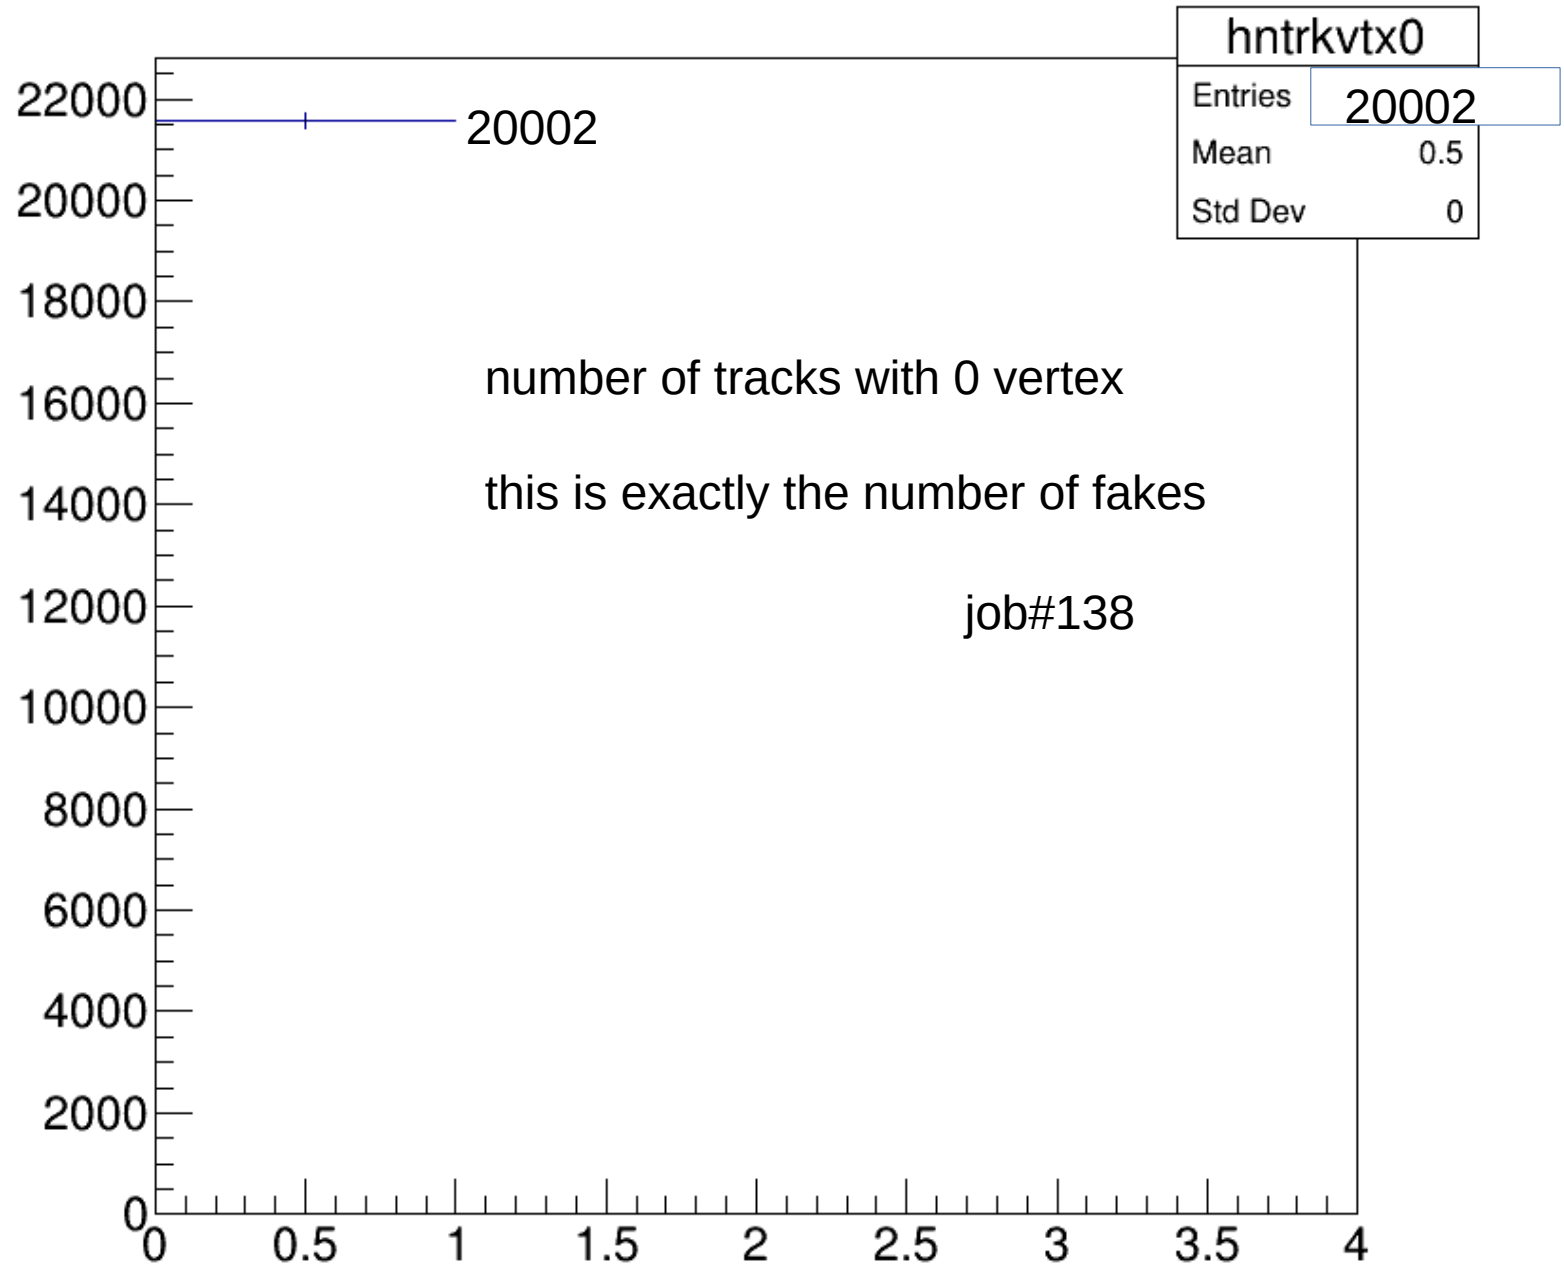 hntrkvtx0
Entries 20002
Mean 0.5
Std Dev 0
22000
20002
20000
18000
number of tracks with 0 vertex
16000
this is exactly the number of fakes
14000
job#138
12000
10000
8000
6000
4000
2000
0
0 0.5 1 1.5 2 2.5 3 3.5 4